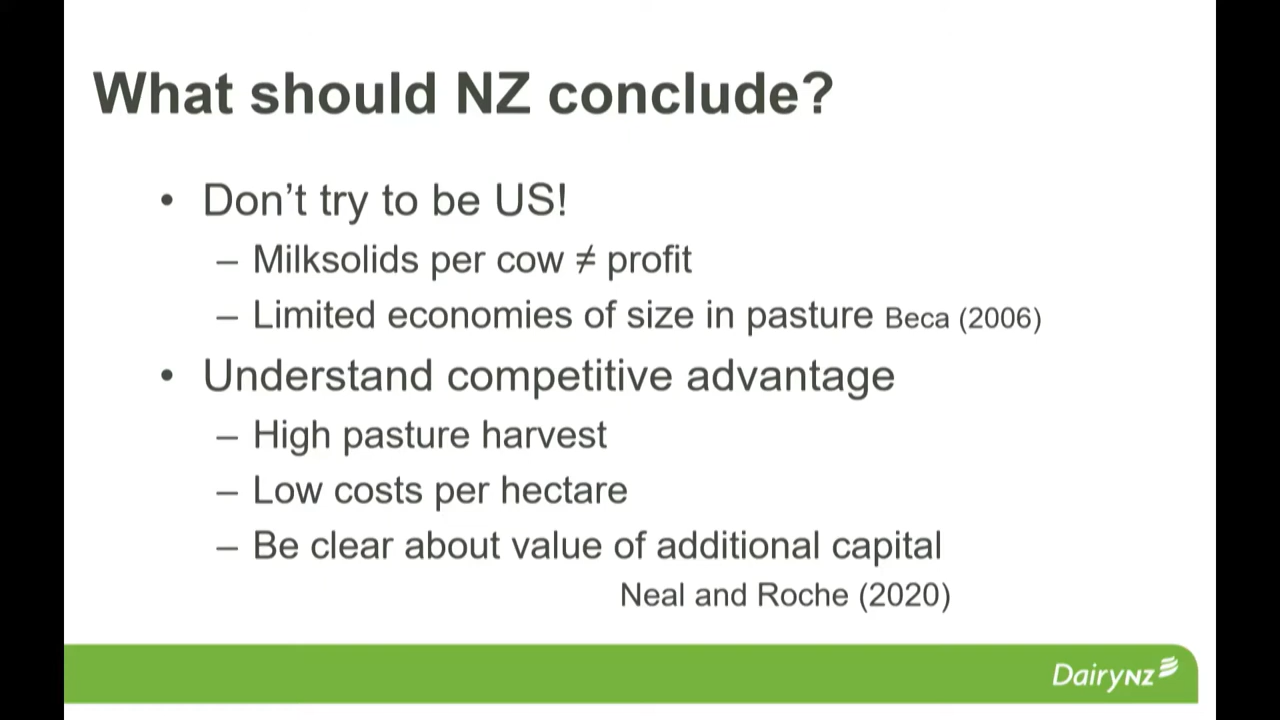 What should NZ conclude?
• Don’t try to be US!
– Milksolids per cow ≠ profit
– Limited economies of size in pasture Beca (2006)
• Understand competitive advantage
– High pasture harvest
– Low costs per hectare
– Be clear about value of additional capital
Neal and Roche (2020)
DairyNZ